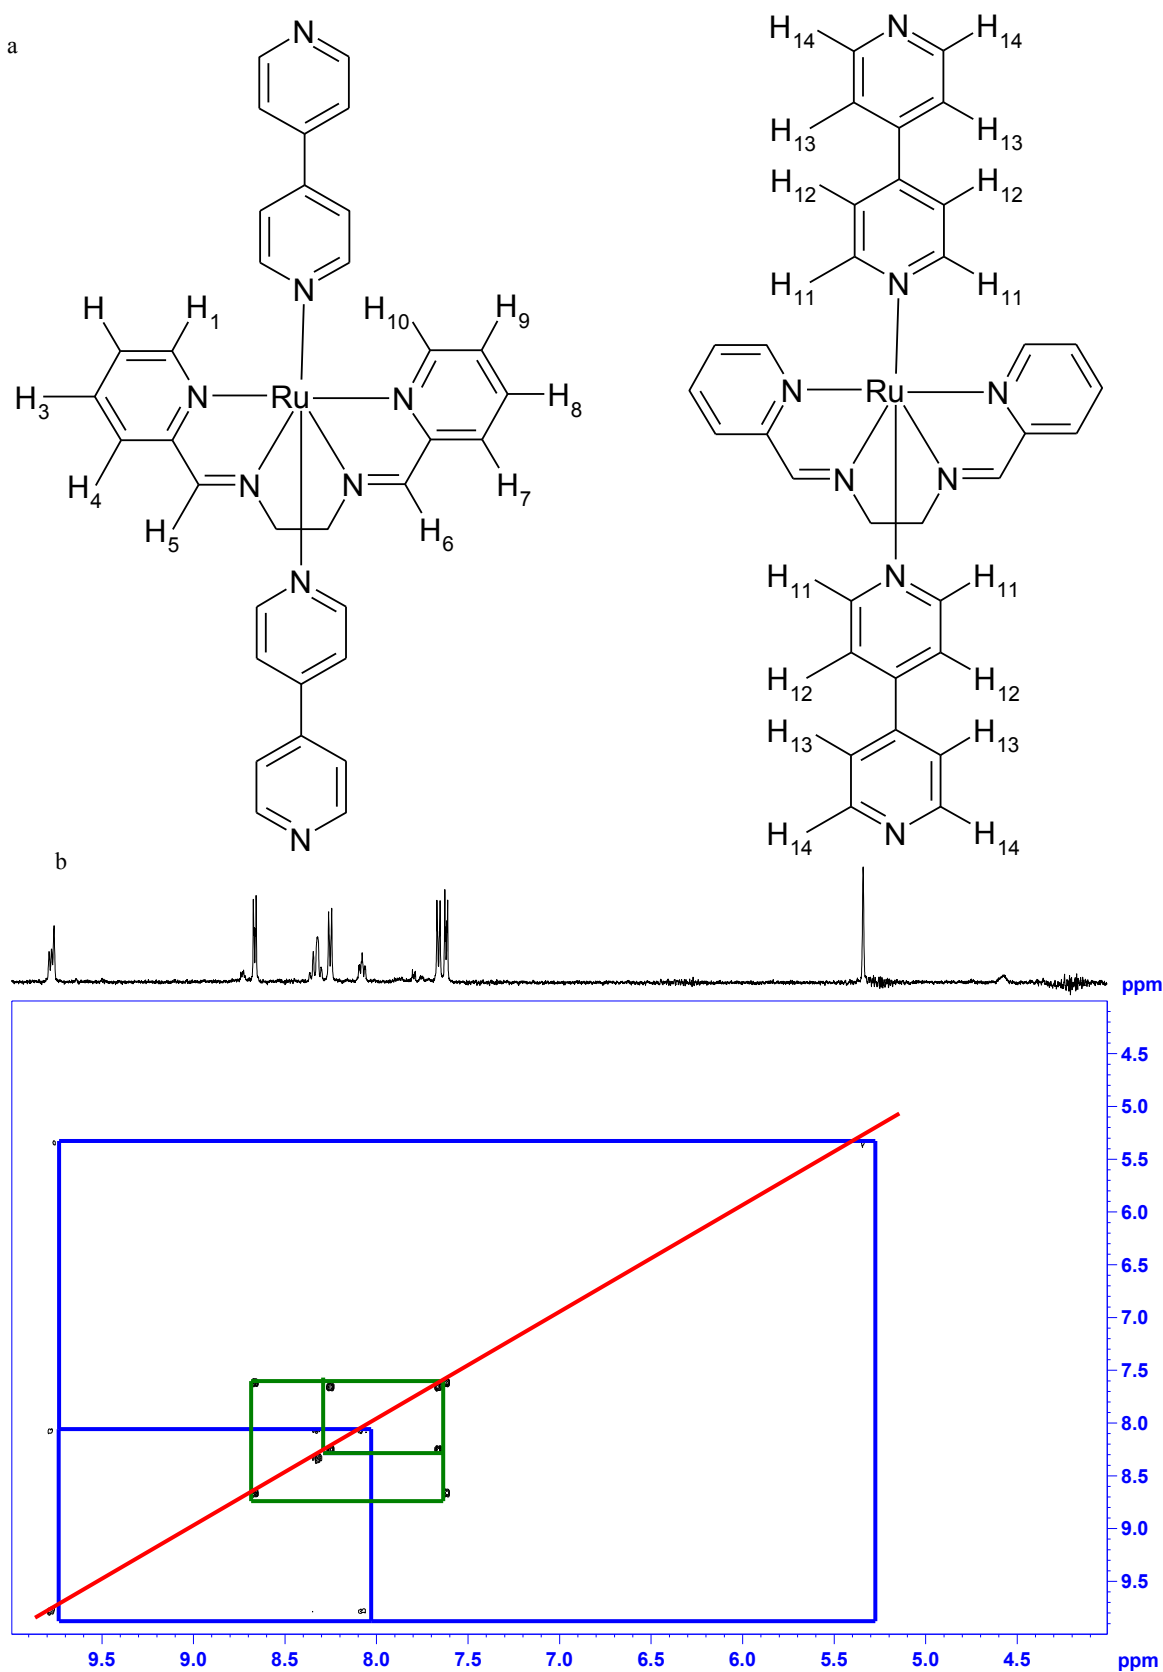 a
N
N
H H₁
H₃
H₄
H₅
N Ru N
N N
H₁₀ H₉
H₈
H₇
H₆
N
N
H₁₄ N H₁₄
H₁₃ H₁₃
H₁₂ H₁₂
H₁₁ N H₁₁
N Ru N
N N
H₁₁ N H₁₁
H₁₂ H₁₂
H₁₃ H₁₃
H₁₄ N H₁₄
b
ppm
4.5
5.0
5.5
6.0
6.5
7.0
7.5
8.0
8.5
9.0
9.5
9.5 9.0 8.5 8.0 7.5 7.0 6.5 6.0 5.5 5.0 4.5 ppm